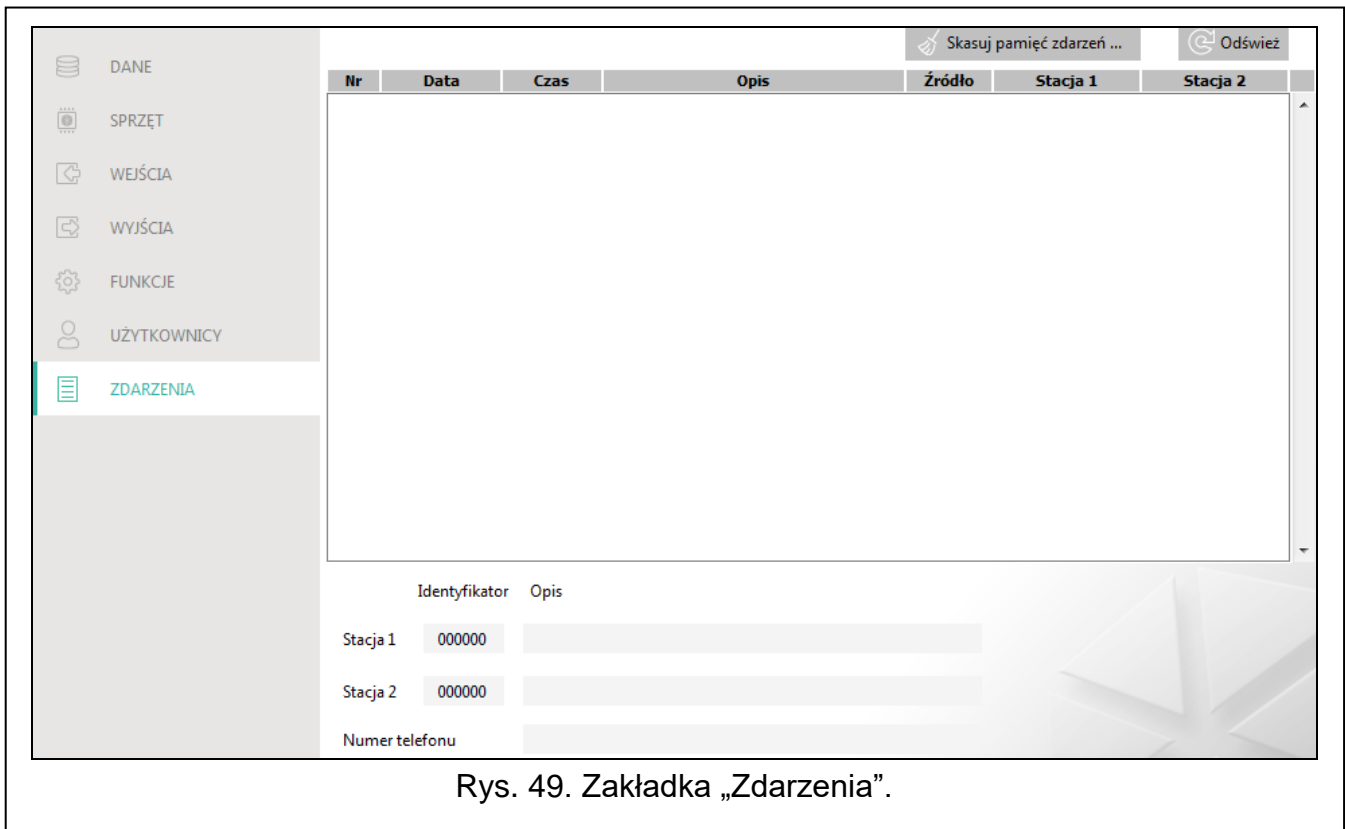 Skasuj pamięć zdarzeń ... Odśwież
DANE
Nr Data Czas Opis Źródło Stacja 1 Stacja 2
SPRZĘT
WEJŚCIA
WYJŚCIA
FUNKCJE
UŻYTKOWNICY
ZDARZENIA
Identyfikator Opis
Stacja 1 000000
Stacja 2 000000
Numer telefonu
Rys. 49. Zakładka „Zdarzenia”.